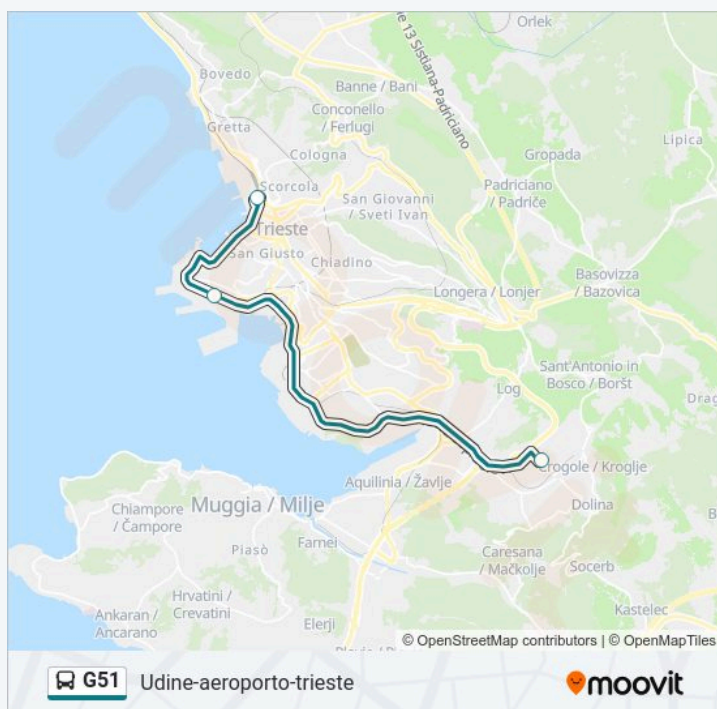 Orlek
ne 13 Sistiana-Padriciano
Bovedo
Banne / Bani
Conconello
/ Ferlugi
Gretta
Lipica
Cologna
Gropada
Scorcola
Padriciano
/ Padriče
San Giovanni
/ Sveti Ivan
Trieste
San Giusto
Chiadino
Basovizza
/ Bazovica
Longera / Lonjer
Sant'Antonio in
Bosco / Boršt
Log
Drag
Crogole / Kroglje
Aquilinia / Žavlje
Muggia / Milje
Dolina
Chiampore
/ Čampore
Farnei
Piasò
Caresana
/ Mačkolje
Socerb
Hrvatini /
Crevatini
Kastelec
Ankaran /
Ancarano
Elerji
© OpenStreetMap contributors | © OpenMapTiles
G51 Udine-aeroporto-trieste
moovit